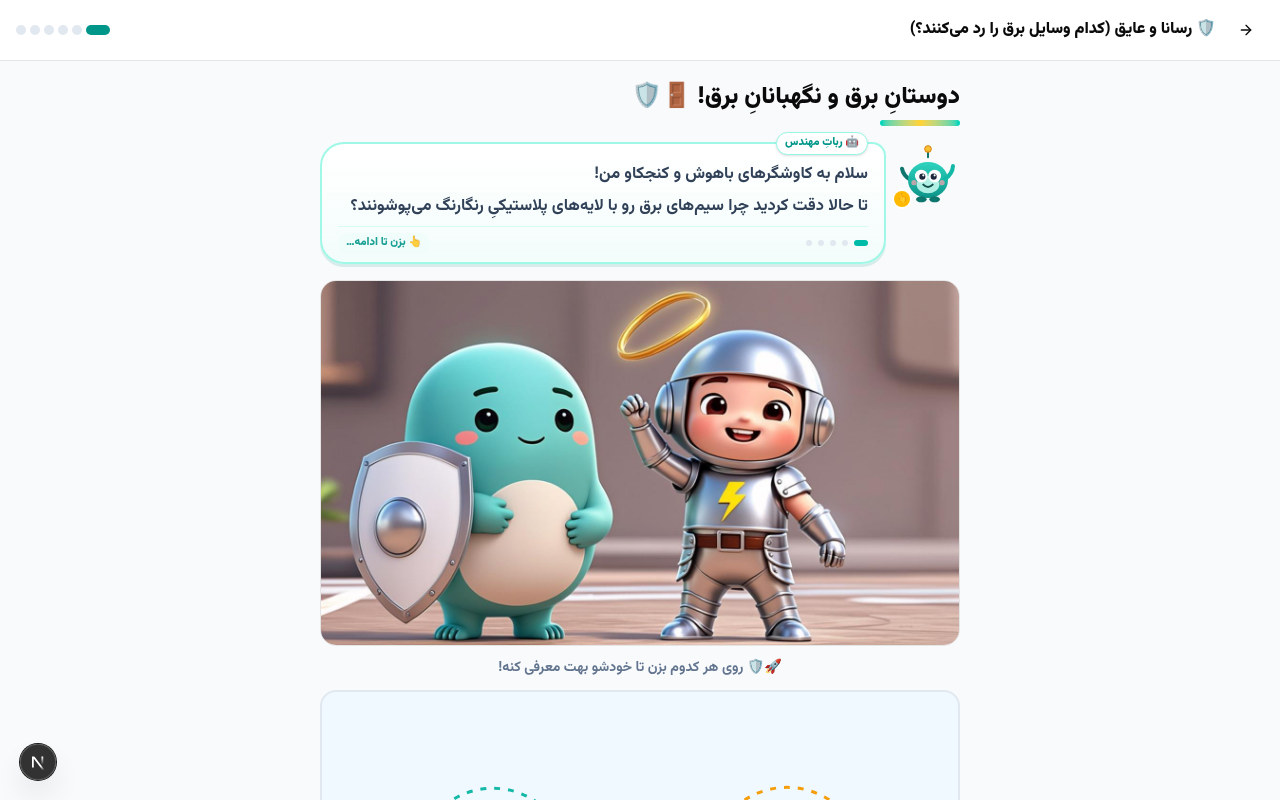 🛡️ رسانا و عایق (کدام وسایل برق را رد می‌کنند؟)
دوستانِ برق و نگهبانانِ برق! 🚪🛡️
🤖 رباتِ مهندس
سلام به کاوشگرهای باهوش و کنجکاو من!
تا حالا دقت کردید چرا سیم‌های برق رو با لایه‌های پلاستیکیِ رنگارنگ می‌پوشونند؟
👆 بزن تا ادامه...
🚀🛡️ روی هر کدوم بزن تا خودشو بهت معرفی کنه!
N